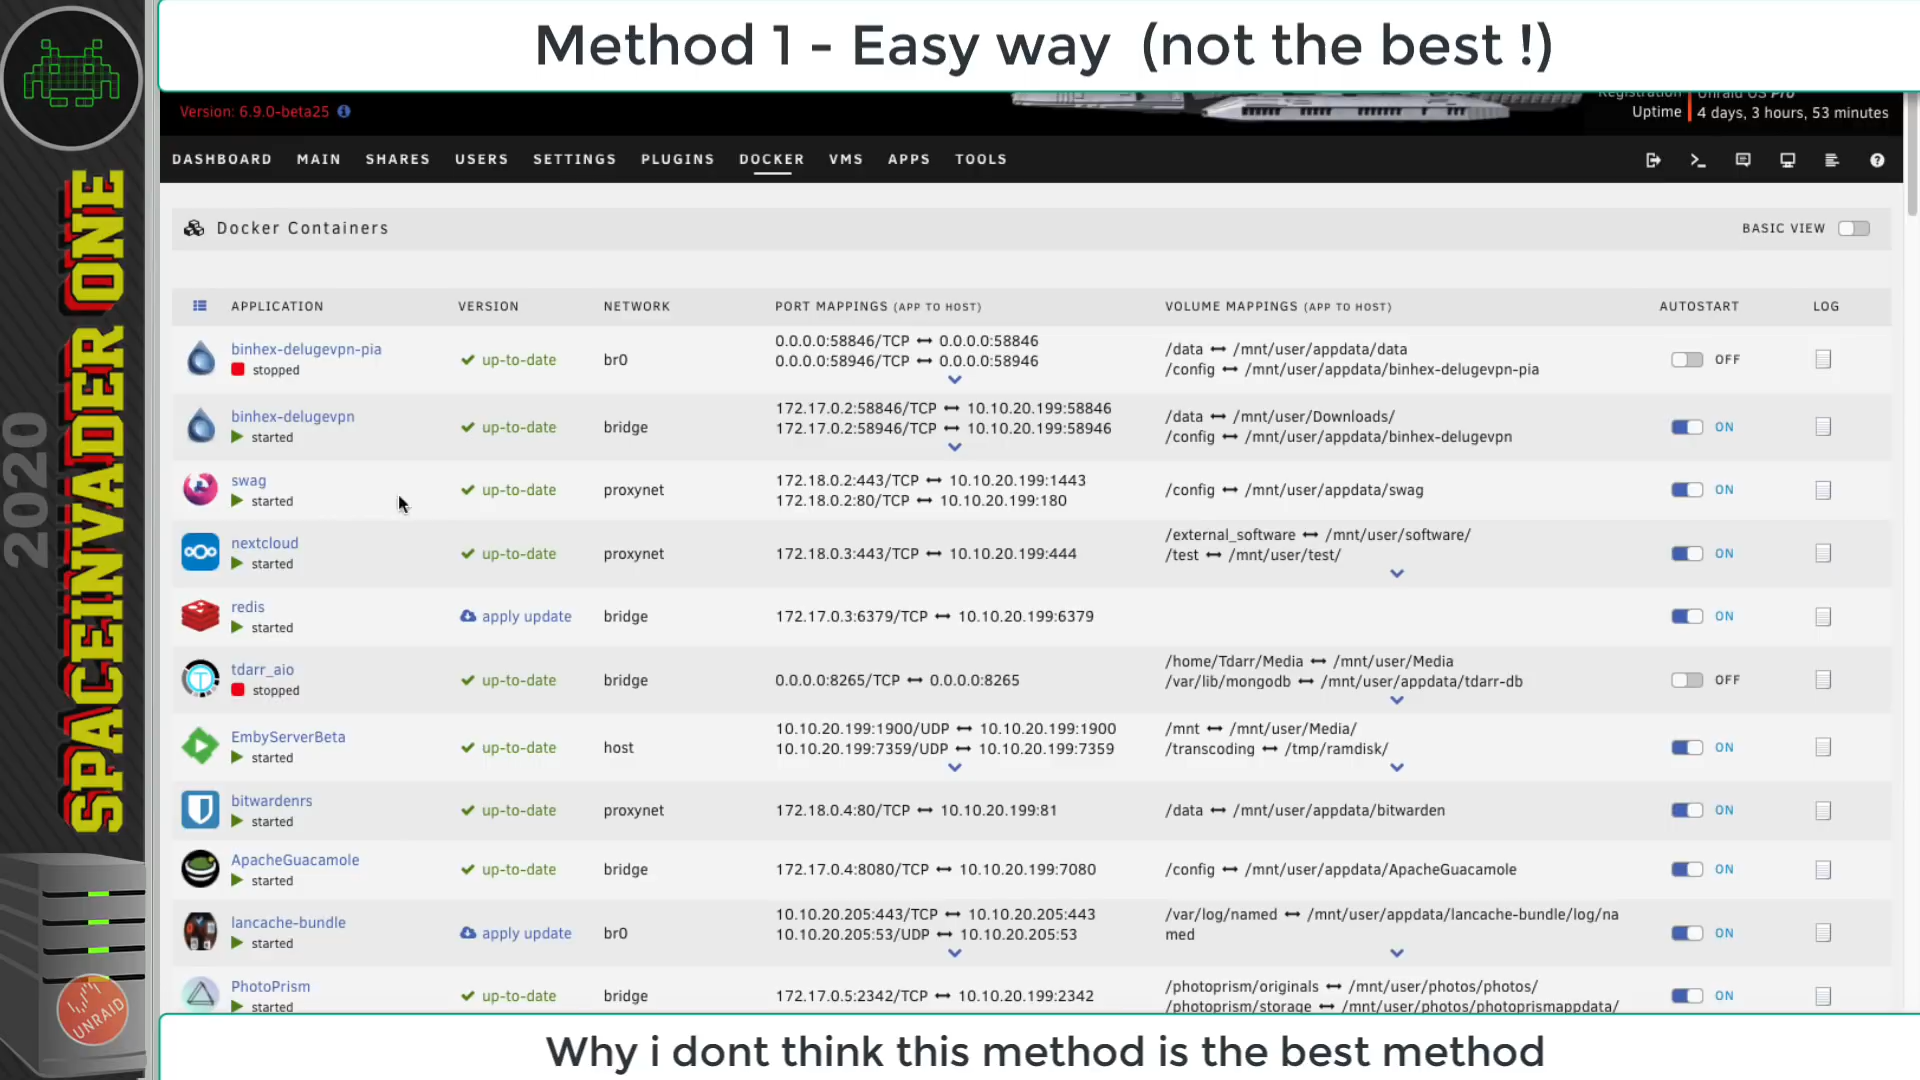 Method 1 - Easy way (not the best !)
Version: 6.9.0-beta25
Registration Unraid OS Pro
Uptime 4 days, 3 hours, 53 minutes
DASHBOARD MAIN SHARES USERS SETTINGS PLUGINS DOCKER VMS APPS TOOLS
Docker Containers BASIC VIEW
APPLICATION VERSION NETWORK PORT MAPPINGS (APP TO HOST) VOLUME MAPPINGS (APP TO HOST) AUTOSTART LOG
binhex-delugevpn-pia
stopped
up-to-date
br0
0.0.0.0:58846/TCP ↔ 0.0.0.0:58846
0.0.0.0:58946/TCP ↔ 0.0.0.0:58946
/data ↔ /mnt/user/appdata/data
/config ↔ /mnt/user/appdata/binhex-delugevpn-pia
OFF
binhex-delugevpn
started
up-to-date
bridge
172.17.0.2:58846/TCP ↔ 10.10.20.199:58846
172.17.0.2:58946/TCP ↔ 10.10.20.199:58946
/data ↔ /mnt/user/Downloads/
/config ↔ /mnt/user/appdata/binhex-delugevpn
ON
swag
started
up-to-date
proxynet
172.18.0.2:443/TCP ↔ 10.10.20.199:1443
172.18.0.2:80/TCP ↔ 10.10.20.199:180
/config ↔ /mnt/user/appdata/swag
ON
nextcloud
started
up-to-date
proxynet
172.18.0.3:443/TCP ↔ 10.10.20.199:444
/external_software ↔ /mnt/user/software/
/test ↔ /mnt/user/test/
ON
redis
started
apply update
bridge
172.17.0.3:6379/TCP ↔ 10.10.20.199:6379
ON
tdarr_aio
stopped
up-to-date
bridge
0.0.0.0:8265/TCP ↔ 0.0.0.0:8265
/home/Tdarr/Media ↔ /mnt/user/Media
/var/lib/mongodb ↔ /mnt/user/appdata/tdarr-db
OFF
EmbyServerBeta
started
up-to-date
host
10.10.20.199:1900/UDP ↔ 10.10.20.199:1900
10.10.20.199:7359/UDP ↔ 10.10.20.199:7359
/mnt ↔ /mnt/user/Media/
/transcoding ↔ /tmp/ramdisk/
ON
bitwardenrs
started
up-to-date
proxynet
172.18.0.4:80/TCP ↔ 10.10.20.199:81
/data ↔ /mnt/user/appdata/bitwarden
ON
ApacheGuacamole
started
up-to-date
bridge
172.17.0.4:8080/TCP ↔ 10.10.20.199:7080
/config ↔ /mnt/user/appdata/ApacheGuacamole
ON
lancache-bundle
started
apply update
br0
10.10.20.205:443/TCP ↔ 10.10.20.205:443
10.10.20.205:53/UDP ↔ 10.10.20.205:53
/var/log/named ↔ /mnt/user/appdata/lancache-bundle/log/na
med
ON
PhotoPrism
started
up-to-date
bridge
172.17.0.5:2342/TCP ↔ 10.10.20.199:2342
/photoprism/originals ↔ /mnt/user/photos/photos/
/photoprism/storage ↔ /mnt/user/photos/photoprismappdata/
ON
Why i dont think this method is the best method
2020
SPACEINVADER ONE
UNRAID